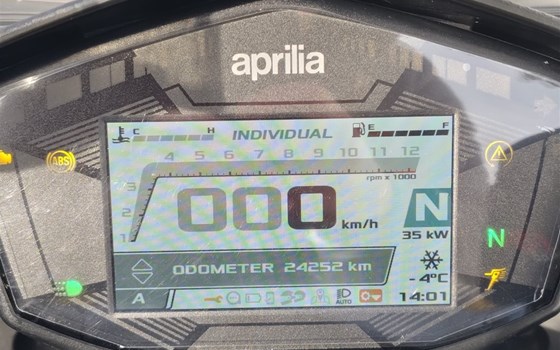 aprilia
C H INDIVIDUAL E F
4 5 6 7 8 9 10 11 12
rpm x 1000
3
2
1
ABS
000 km/h N
35 kW
N
ODOMETER 24252 km
-4°C
A AUTO 14:01